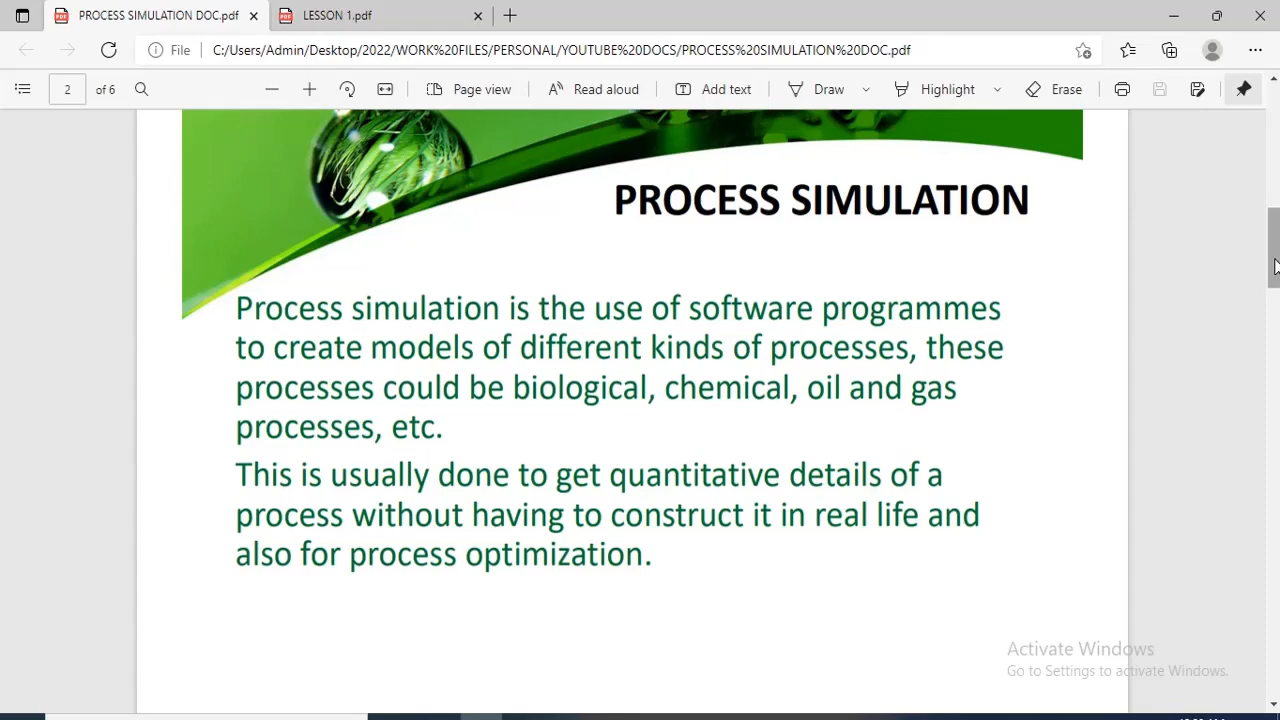 PROCESS SIMULATION DOC.pdf
LESSON 1.pdf
File
C:/Users/Admin/Desktop/2022/WORK%20FILES/PERSONAL/YOUTUBE%20DOCS/PROCESS%20SIMULATION%20DOC.pdf
2 of 6 Page view Read aloud Add text Draw Highlight Erase
PROCESS SIMULATION
Process simulation is the use of software programmes
to create models of different kinds of processes, these
processes could be biological, chemical, oil and gas
processes, etc.
This is usually done to get quantitative details of a
process without having to construct it in real life and
also for process optimization.
Activate Windows
Go to Settings to activate Windows.